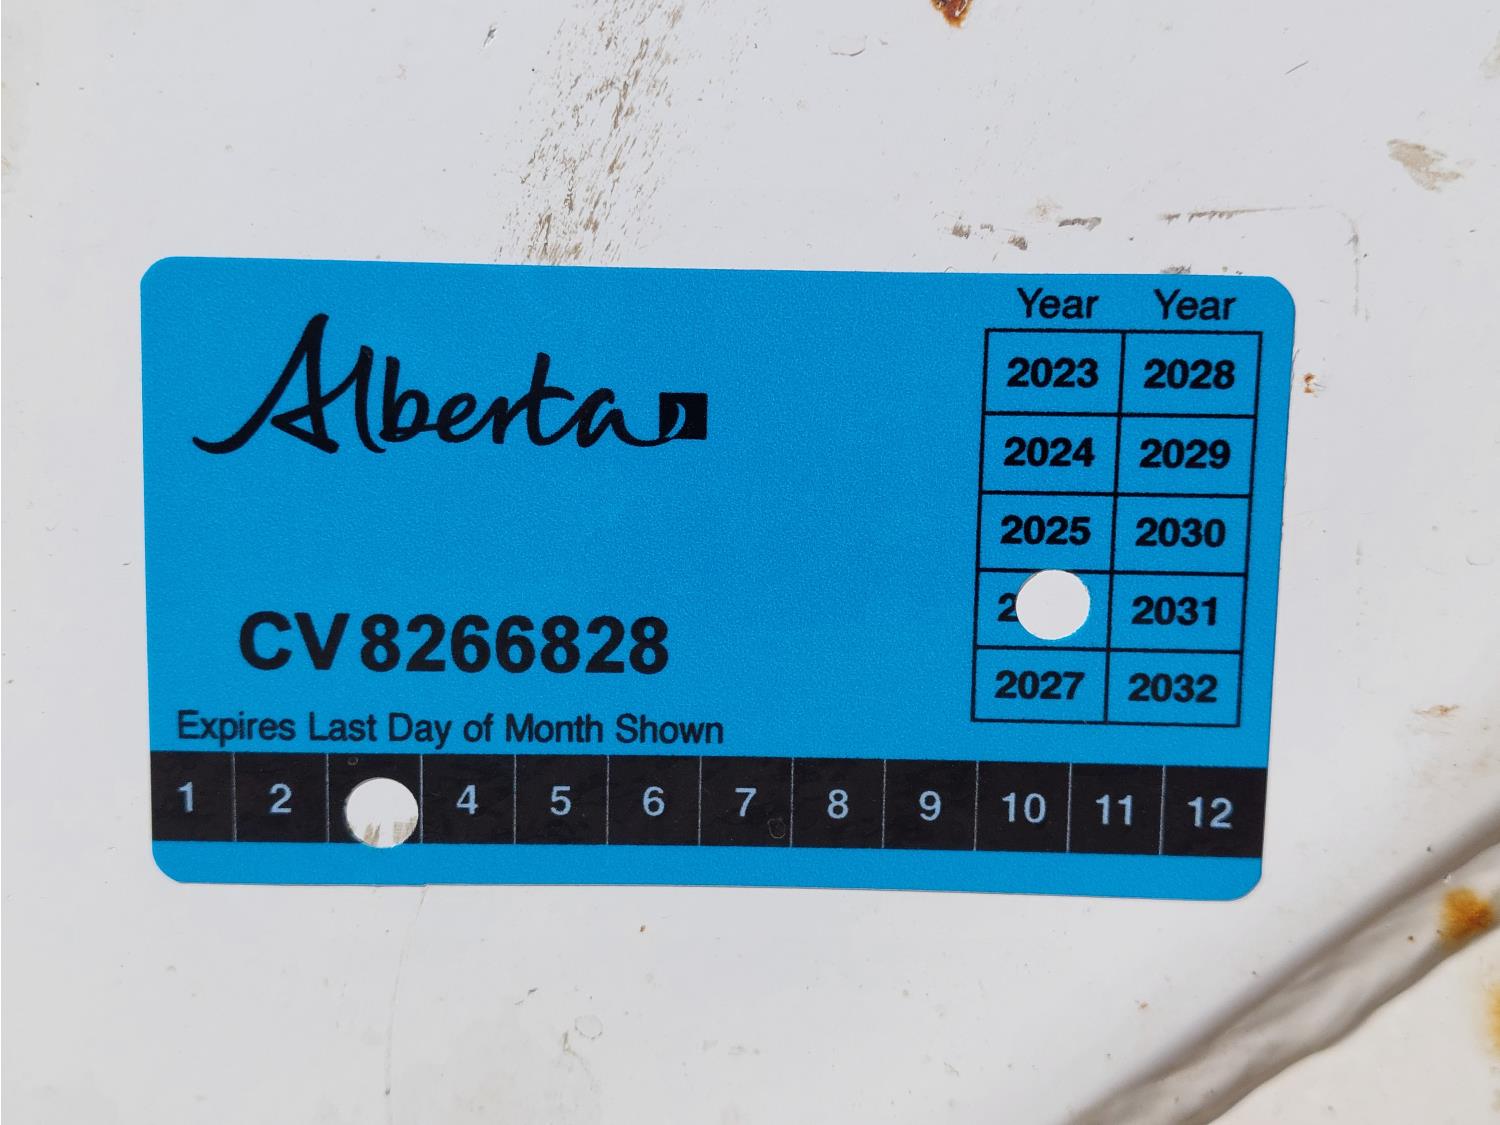 Alberta
Year Year
2023 2028
2024 2029
2025 2030
2031
2027 2032
CV8266828
Expires Last Day of Month Shown
1 2 4 5 6 7 8 9 10 11 12